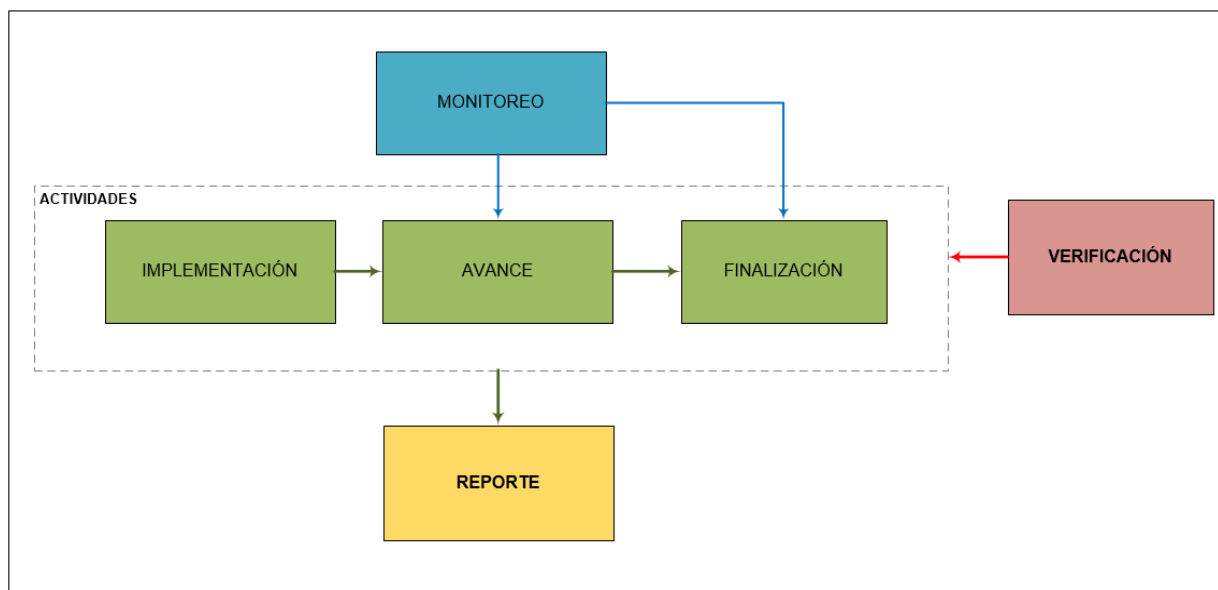 MONITOREO
ACTIVIDADES
IMPLEMENTACIÓN
AVANCE
FINALIZACIÓN
VERIFICACIÓN
REPORTE